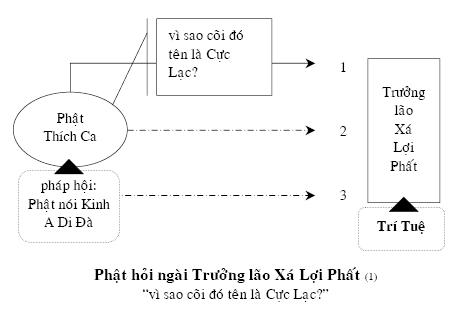 vì sao cõi đó
tên là Cực
Lạc?
1
Trưởng
lão
Xá
Lợi
Phất
Phật
Thích Ca
2
pháp hội:
Phật nói Kinh
A Di Đà
3
Trí Tuệ
Phật hỏi ngài Trưởng lão Xá Lợi Phất (1)
“vì sao cõi đó tên là Cực Lạc?”